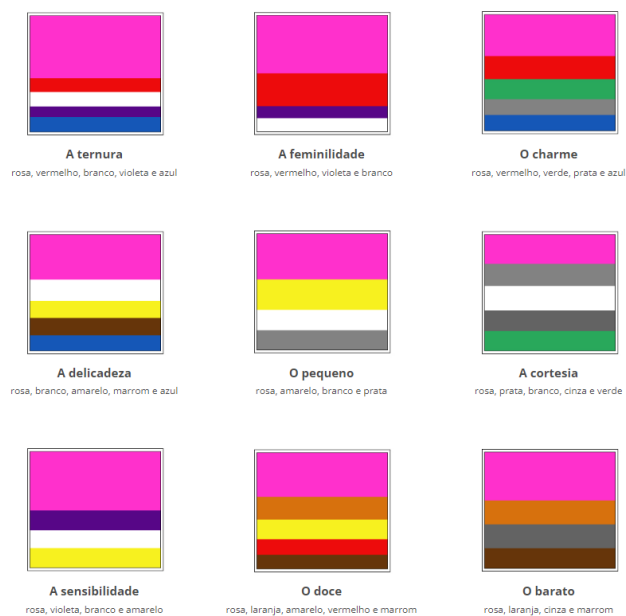 A ternura
rosa, vermelho, branco, violeta e azul
A feminilidade
rosa, vermelho, violeta e branco
O charme
rosa, vermelho, verde, prata e azul
A delicadeza
rosa, branco, amarelo, marrom e azul
O pequeno
rosa, amarelo, branco e prata
A cortesia
rosa, prata, branco, cinza e verde
A sensibilidade
rosa, violeta, branco e amarelo
O doce
rosa, laranja, amarelo, vermelho e marrom
O barato
rosa, laranja, cinza e marrom